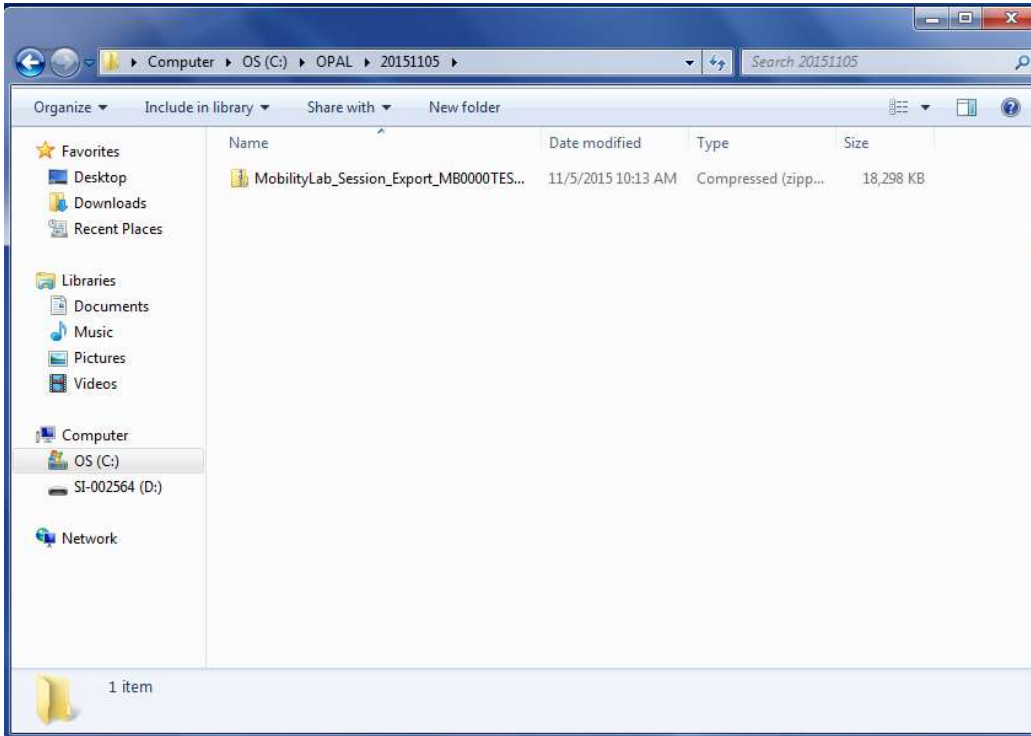 Computer OS (C:) OPAL 20151105 Search 20151105
Organize Include in library Share with New folder
Name Date modified Type Size
MobilityLab_Session_Export_MB0000TES... 11/5/2015 10:13 AM Compressed (zipp... 18,298 KB
Favorites
Desktop
Downloads
Recent Places
Libraries
Documents
Music
Pictures
Videos
Computer
OS (C:)
SI-002564 (D:)
Network
1 item